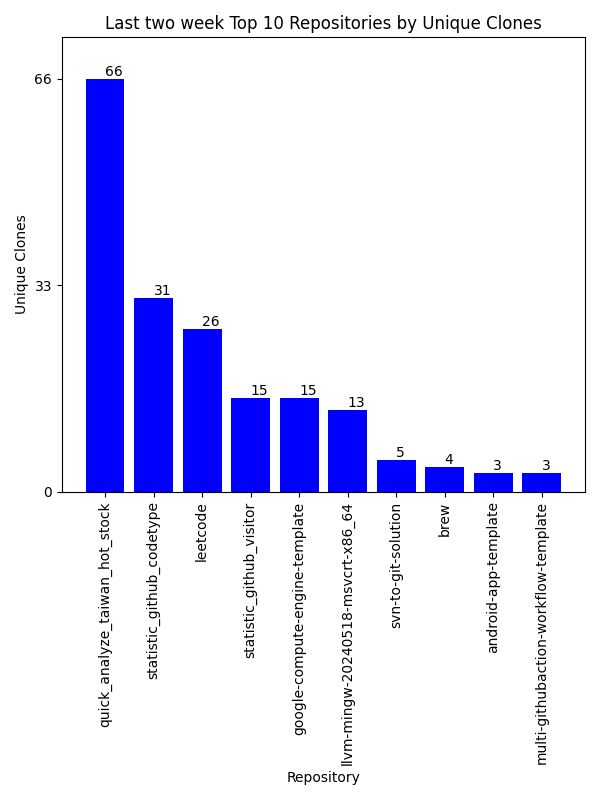 Last two week Top 10 Repositories by Unique Clones
Unique Clones
66
33
0
66
31
26
15
15
13
5
4
3
3
quick_analyze_taiwan_hot_stock
statistic_github_codetype
leetcode
statistic_github_visitor
google-compute-engine-template
llvm-mingw-20240518-msvcrt-x86_64
svn-to-git-solution
brew
android-app-template
multi-githubaction-workflow-template
Repository